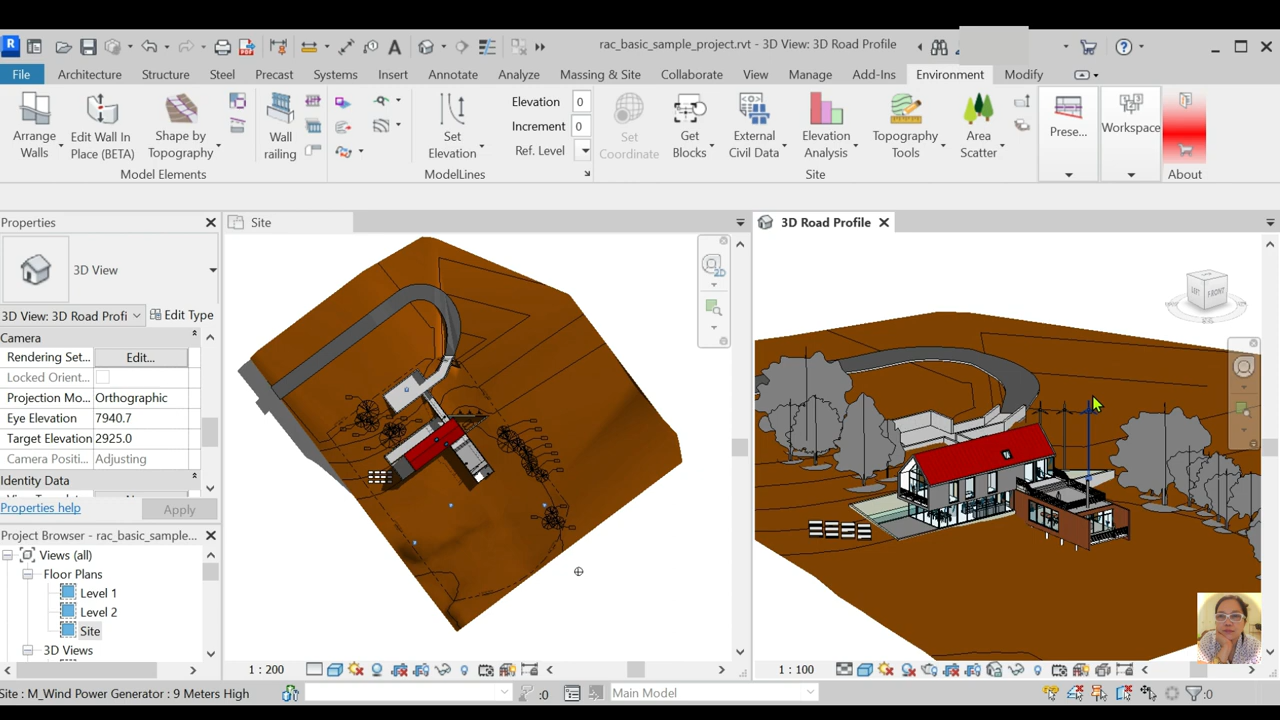 R
A
rac_basic_sample_project.rvt - 3D View: 3D Road Profile
File Architecture Structure Steel Precast Systems Insert Annotate Analyze Massing & Site Collaborate View Manage Add-Ins Environment Modify
Arrange
Walls
Edit Wall In
Place (BETA)
Shape by
Topography
Wall
railing
Set
Elevation
Elevation 0
Increment 0
Ref. Level
Set
Coordinate
Get
Blocks
External
Civil Data
Elevation
Analysis
Topography
Tools
Area
Scatter
Prese...
Workspace
Model Elements ModelLines Site About
Properties
3D View
3D View: 3D Road Profi Edit Type
Camera
Rendering Set... Edit...
Locked Orient...
Projection Mo... Orthographic
Eye Elevation 7940.7
Target Elevation 2925.0
Camera Positi... Adjusting
Identity Data
Properties help Apply
Project Browser - rac_basic_sample...
Views (all)
Floor Plans
Level 1
Level 2
Site
3D Views
Site
2D
3D Road Profile
LEFT FRONT
1 : 200
1 : 100
Site : M_Wind Power Generator : 9 Meters High
:0
Main Model
:0